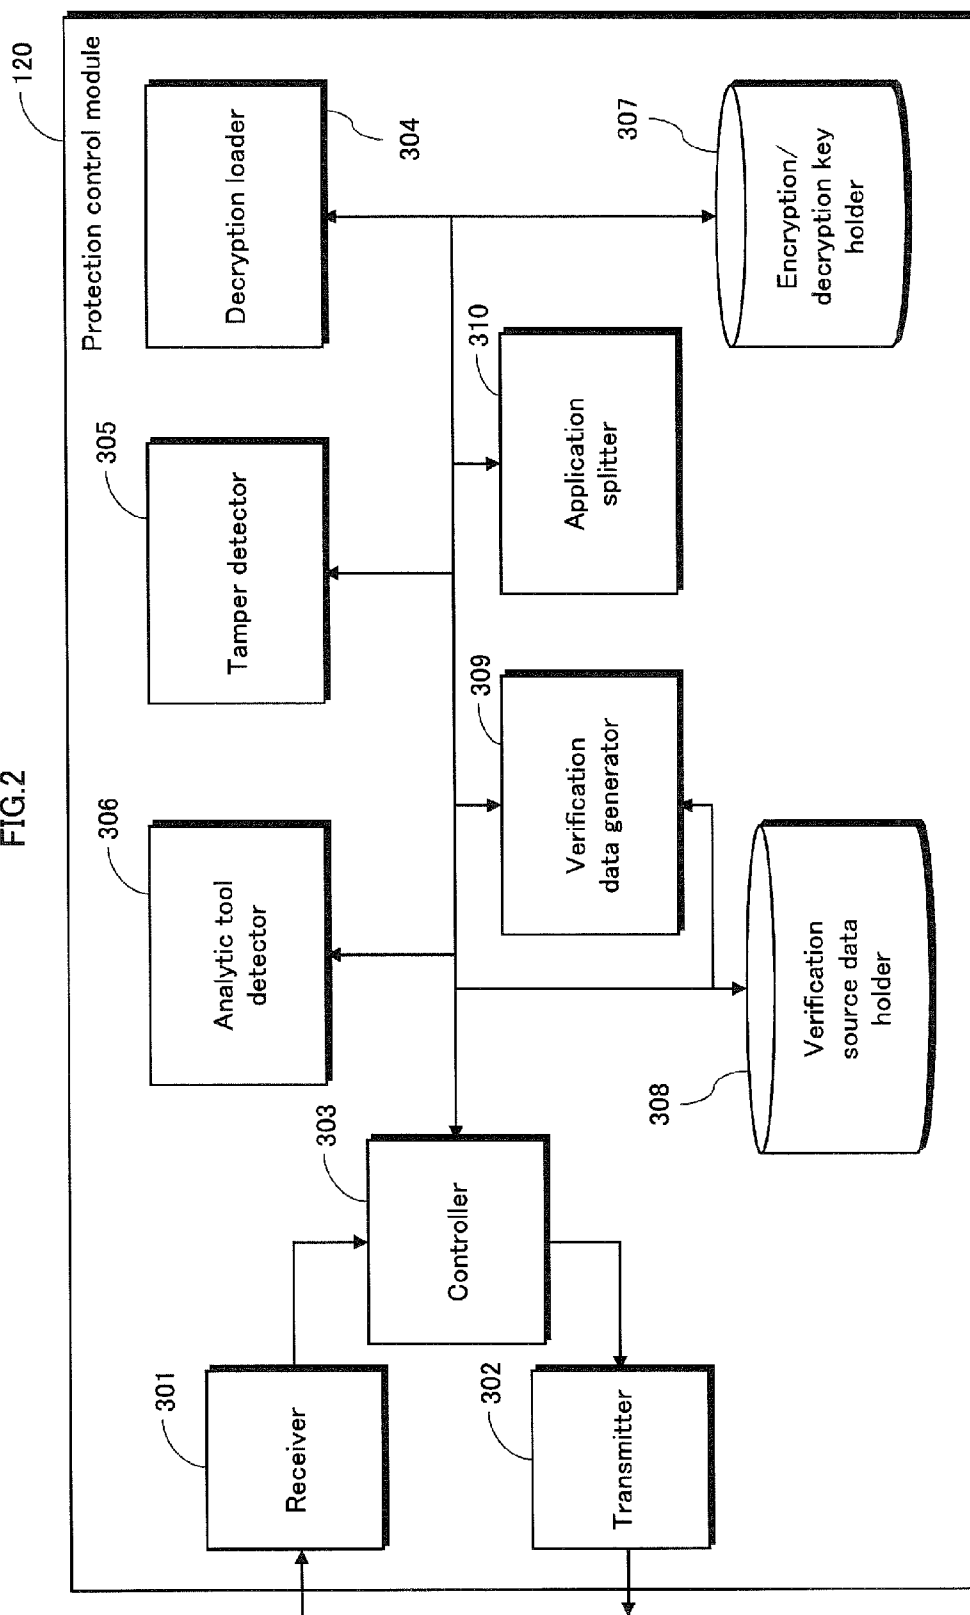 FIG.2
120
Protection control module
301
Receiver
302
Transmitter
303
Controller
306
Analytic tool
detector
305
Tamper detector
304
Decryption loader
309
Verification
data generator
310
Application
splitter
308
Verification
source data
holder
307
Encryption/
decryption key
holder